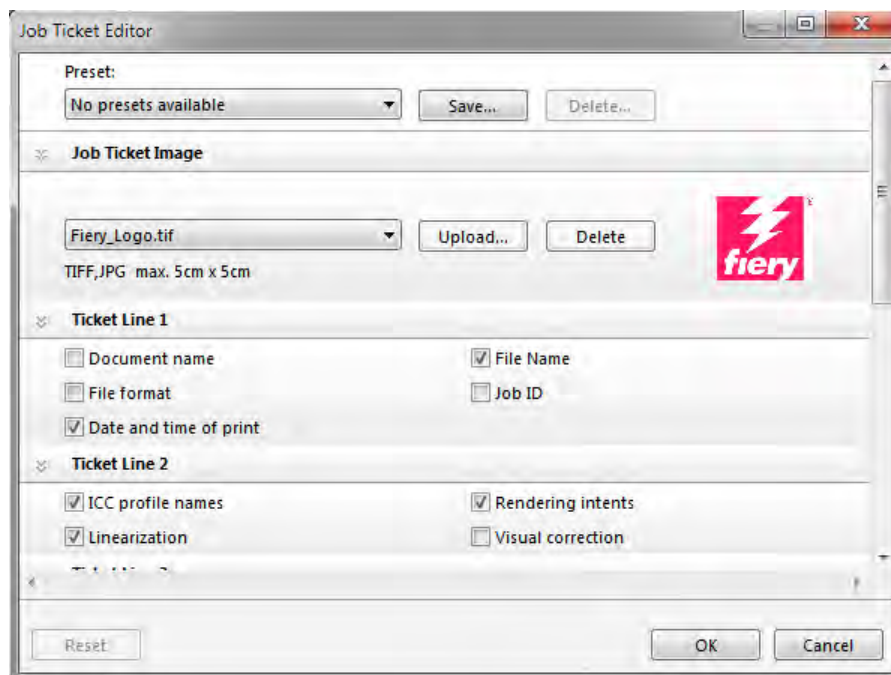 Job Ticket Editor
Preset:
No presets available
Save...
Delete...
Job Ticket Image
Fiery_Logo.tif
Upload...
Delete
TIFF,JPG max. 5cm x 5cm
fiery
Ticket Line 1
Document name
File Name
File format
Job ID
Date and time of print
Ticket Line 2
ICC profile names
Rendering intents
Linearization
Visual correction
Reset
OK
Cancel